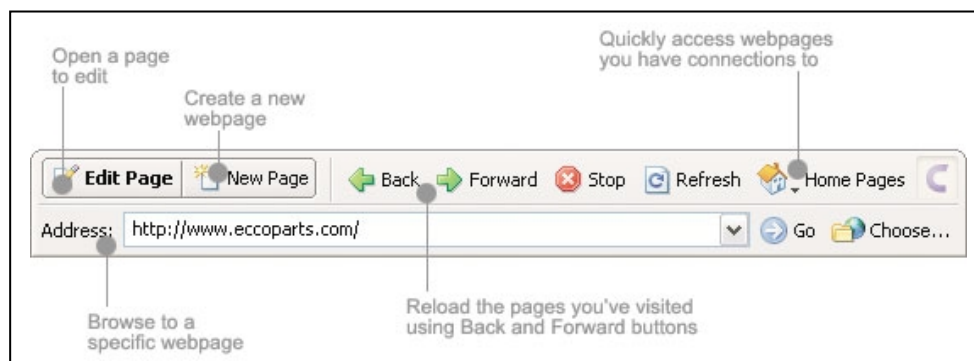 Open a page
to edit
Create a new
webpage
Quickly access webpages
you have connections to
Edit Page New Page Back Forward Stop Refresh Home Pages
Address: http://www.eccoparts.com/ Go Choose...
Browse to a
specific webpage
Reload the pages you've visited
using Back and Forward buttons